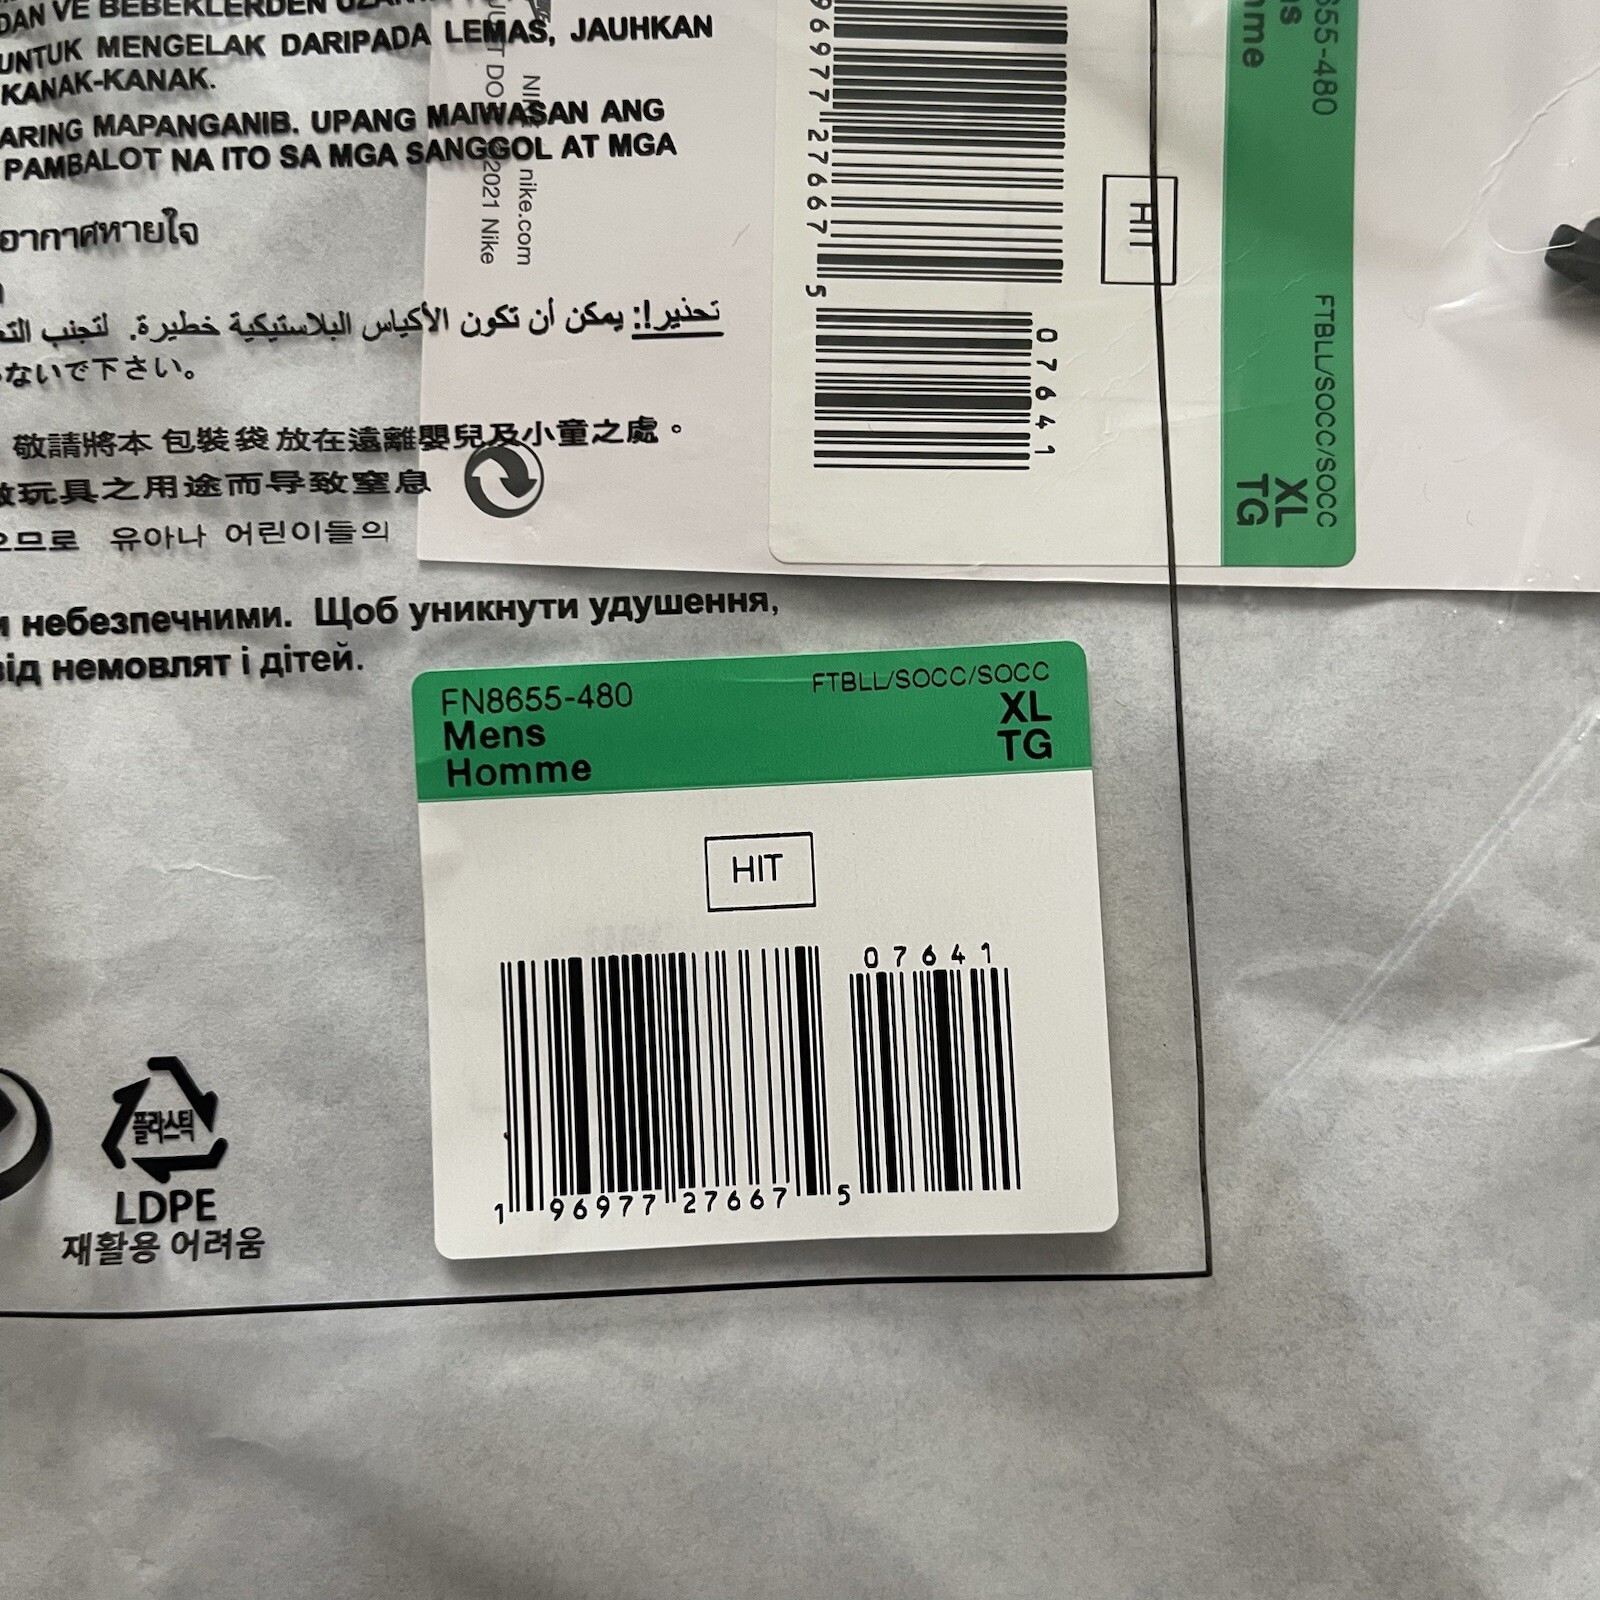 DAN VE BEBEKLERDEN
UNTUK MENGELAK DARIPADA LEMAS, JAUHKAN
KANAK-KANAK.
ARING MAPANGANIB. UPANG MAIWASAN ANG
PAMBALOT NA ITO SA MGA SANGGOL AT MGA
อากาศหายใจ
تحذير!: يمكن أن تكون الأكياس البلاستيكية خطيرة. لتجنب
ないで下さい。
敬請將本 包裝袋 放在遠離嬰兒及小童之處。
玩具之用途而导致窒息
으므로 유아나 어린이들의
небезпечними. Щоб уникнути удушення,
від немовлят і дітей.
플라스틱
LDPE
재활용 어려움
NIKE nike.com
JUST DO 2021 Nike
96977 27667 5
07641
HIT
655-480
FTBLL/SOCC/SOCC
XL
TG
FN8655-480
FTBLL/SOCC/SOCC
Mens
XL
Homme
TG
HIT
07641
1 96977 27667 5